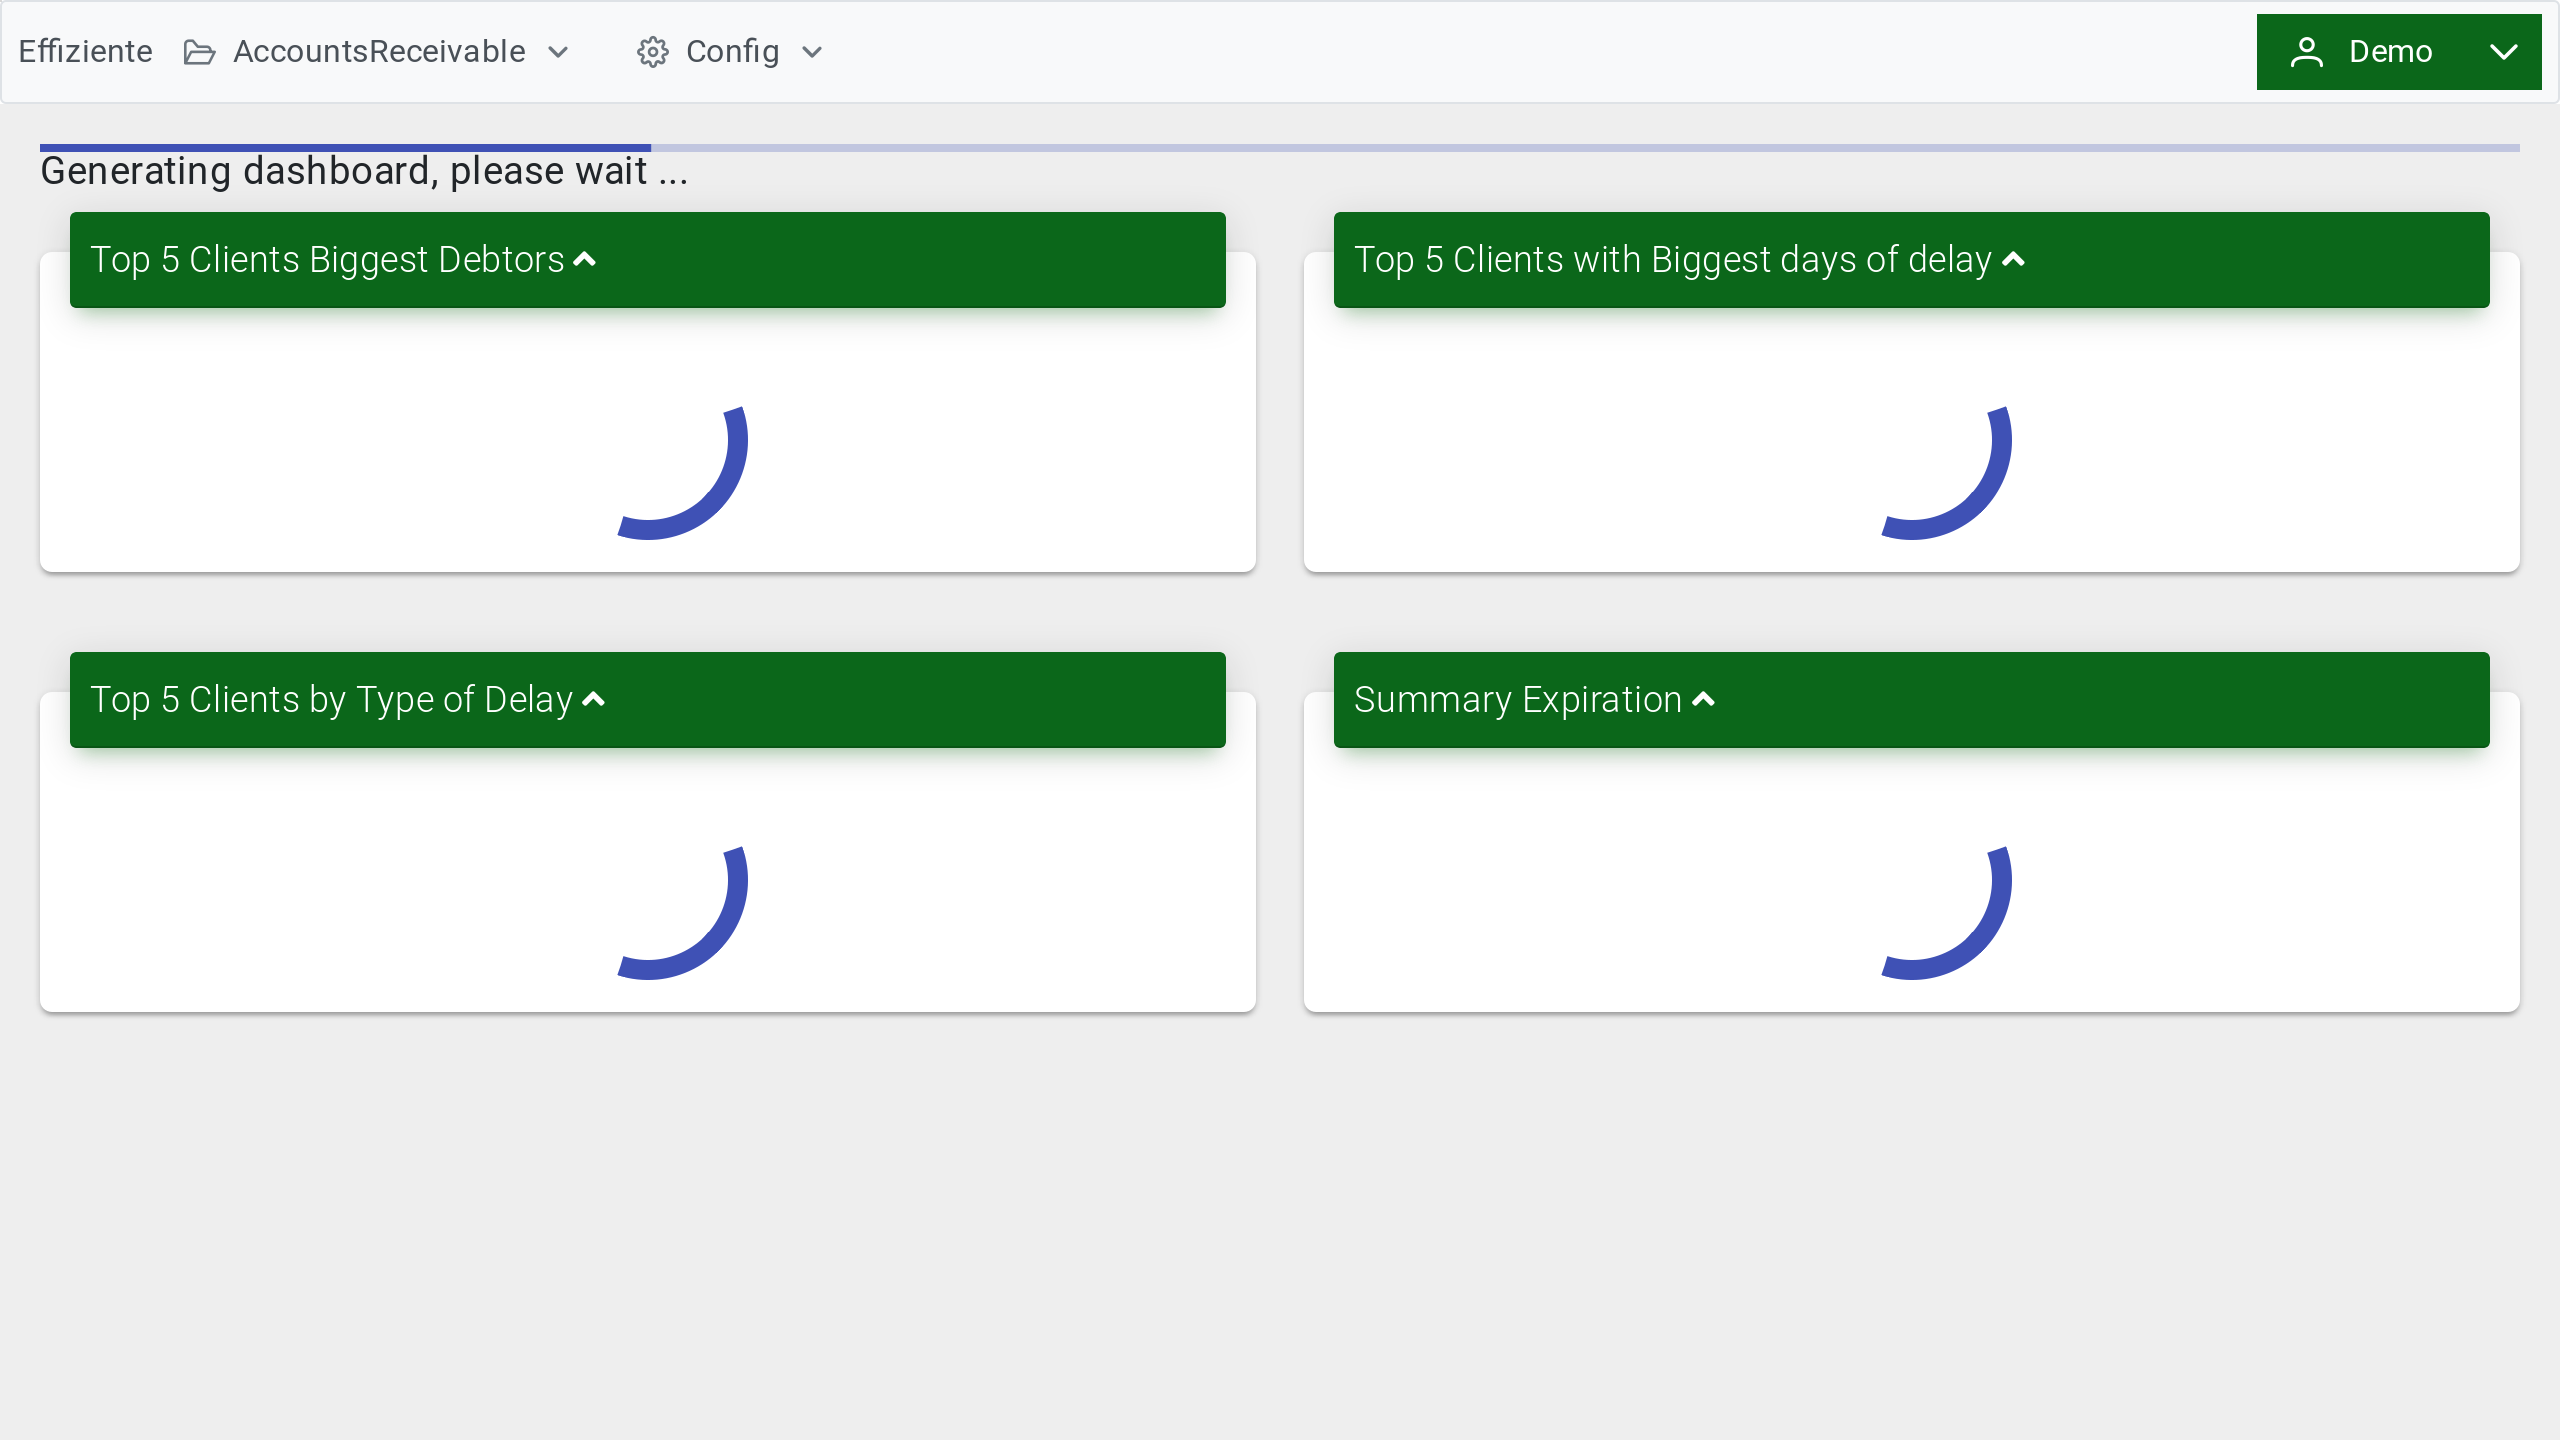 Effiziente AccountsReceivable Config Demo
Generating dashboard, please wait ...
Top 5 Clients Biggest Debtors
Top 5 Clients with Biggest days of delay
Top 5 Clients by Type of Delay
Summary Expiration